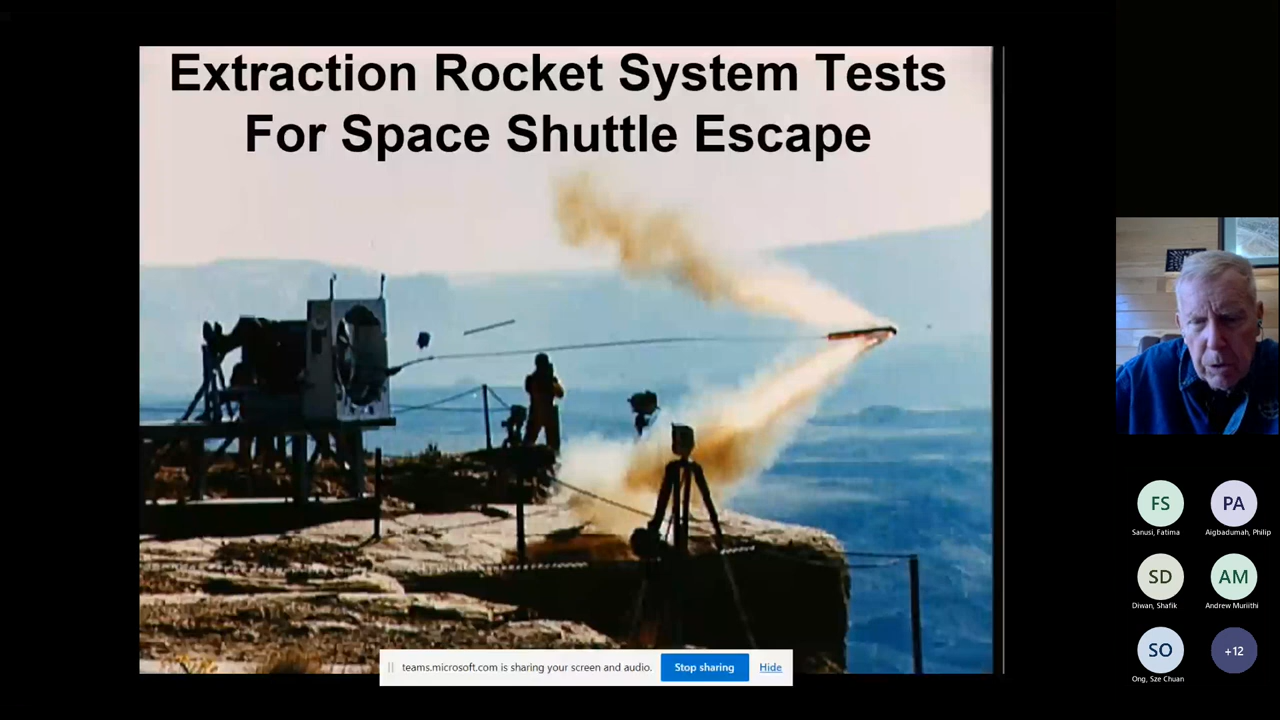 Extraction Rocket System Tests
For Space Shuttle Escape
teams.microsoft.com is sharing your screen and audio.
Stop sharing
Hide
FS
PA
Sanusi, Fatima
Aigbadumah, Philip
SD
AM
Diwan, Shafik
Andrew Muriithi
SO
+12
Ong, Sze Chuan